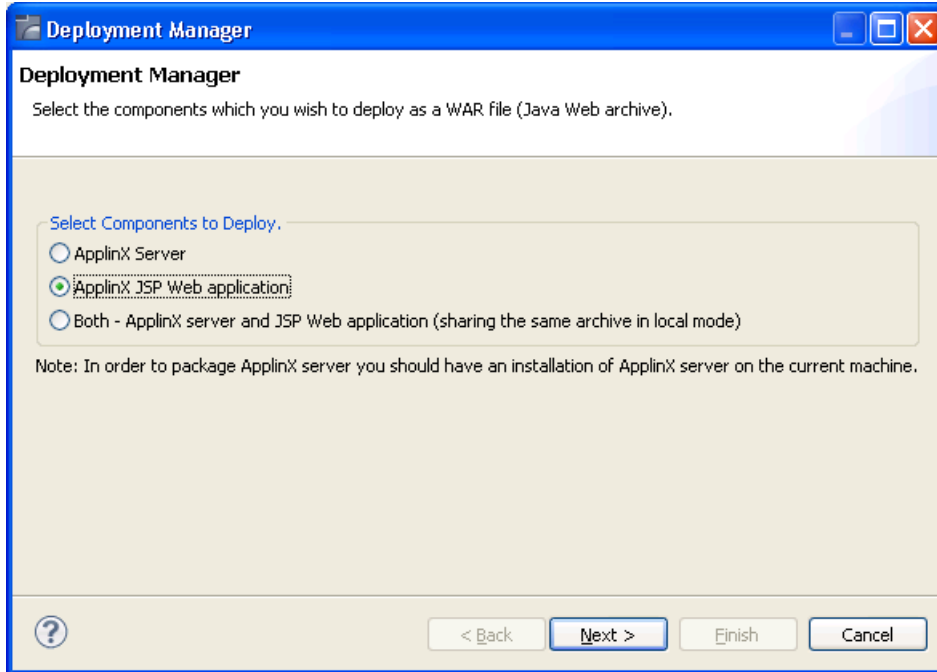 Deployment Manager
Deployment Manager
Select the components which you wish to deploy as a WAR file (Java Web archive).
Select Components to Deploy.
ApplinX Server
ApplinX JSP Web application
Both - ApplinX server and JSP Web application (sharing the same archive in local mode)
Note: In order to package ApplinX server you should have an installation of ApplinX server on the current machine.
? < Back Next > Finish Cancel